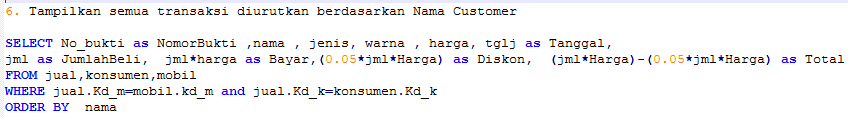 6. Tampilkan semua transaksi diurutkan berdasarkan Nama Customer
SELECT No_bukti as NomorBukti ,nama , jenis, warna , harga, tglj as Tanggal,
jml as JumlahBeli,  jml*harga as Bayar,(0.05*jml*Harga) as Diskon,  (jml*Harga)-(0.05*jml*Harga) as Total
FROM jual,konsumen,mobil
WHERE jual.Kd_m=mobil.kd_m and jual.Kd_k=konsumen.Kd_k
ORDER BY  nama